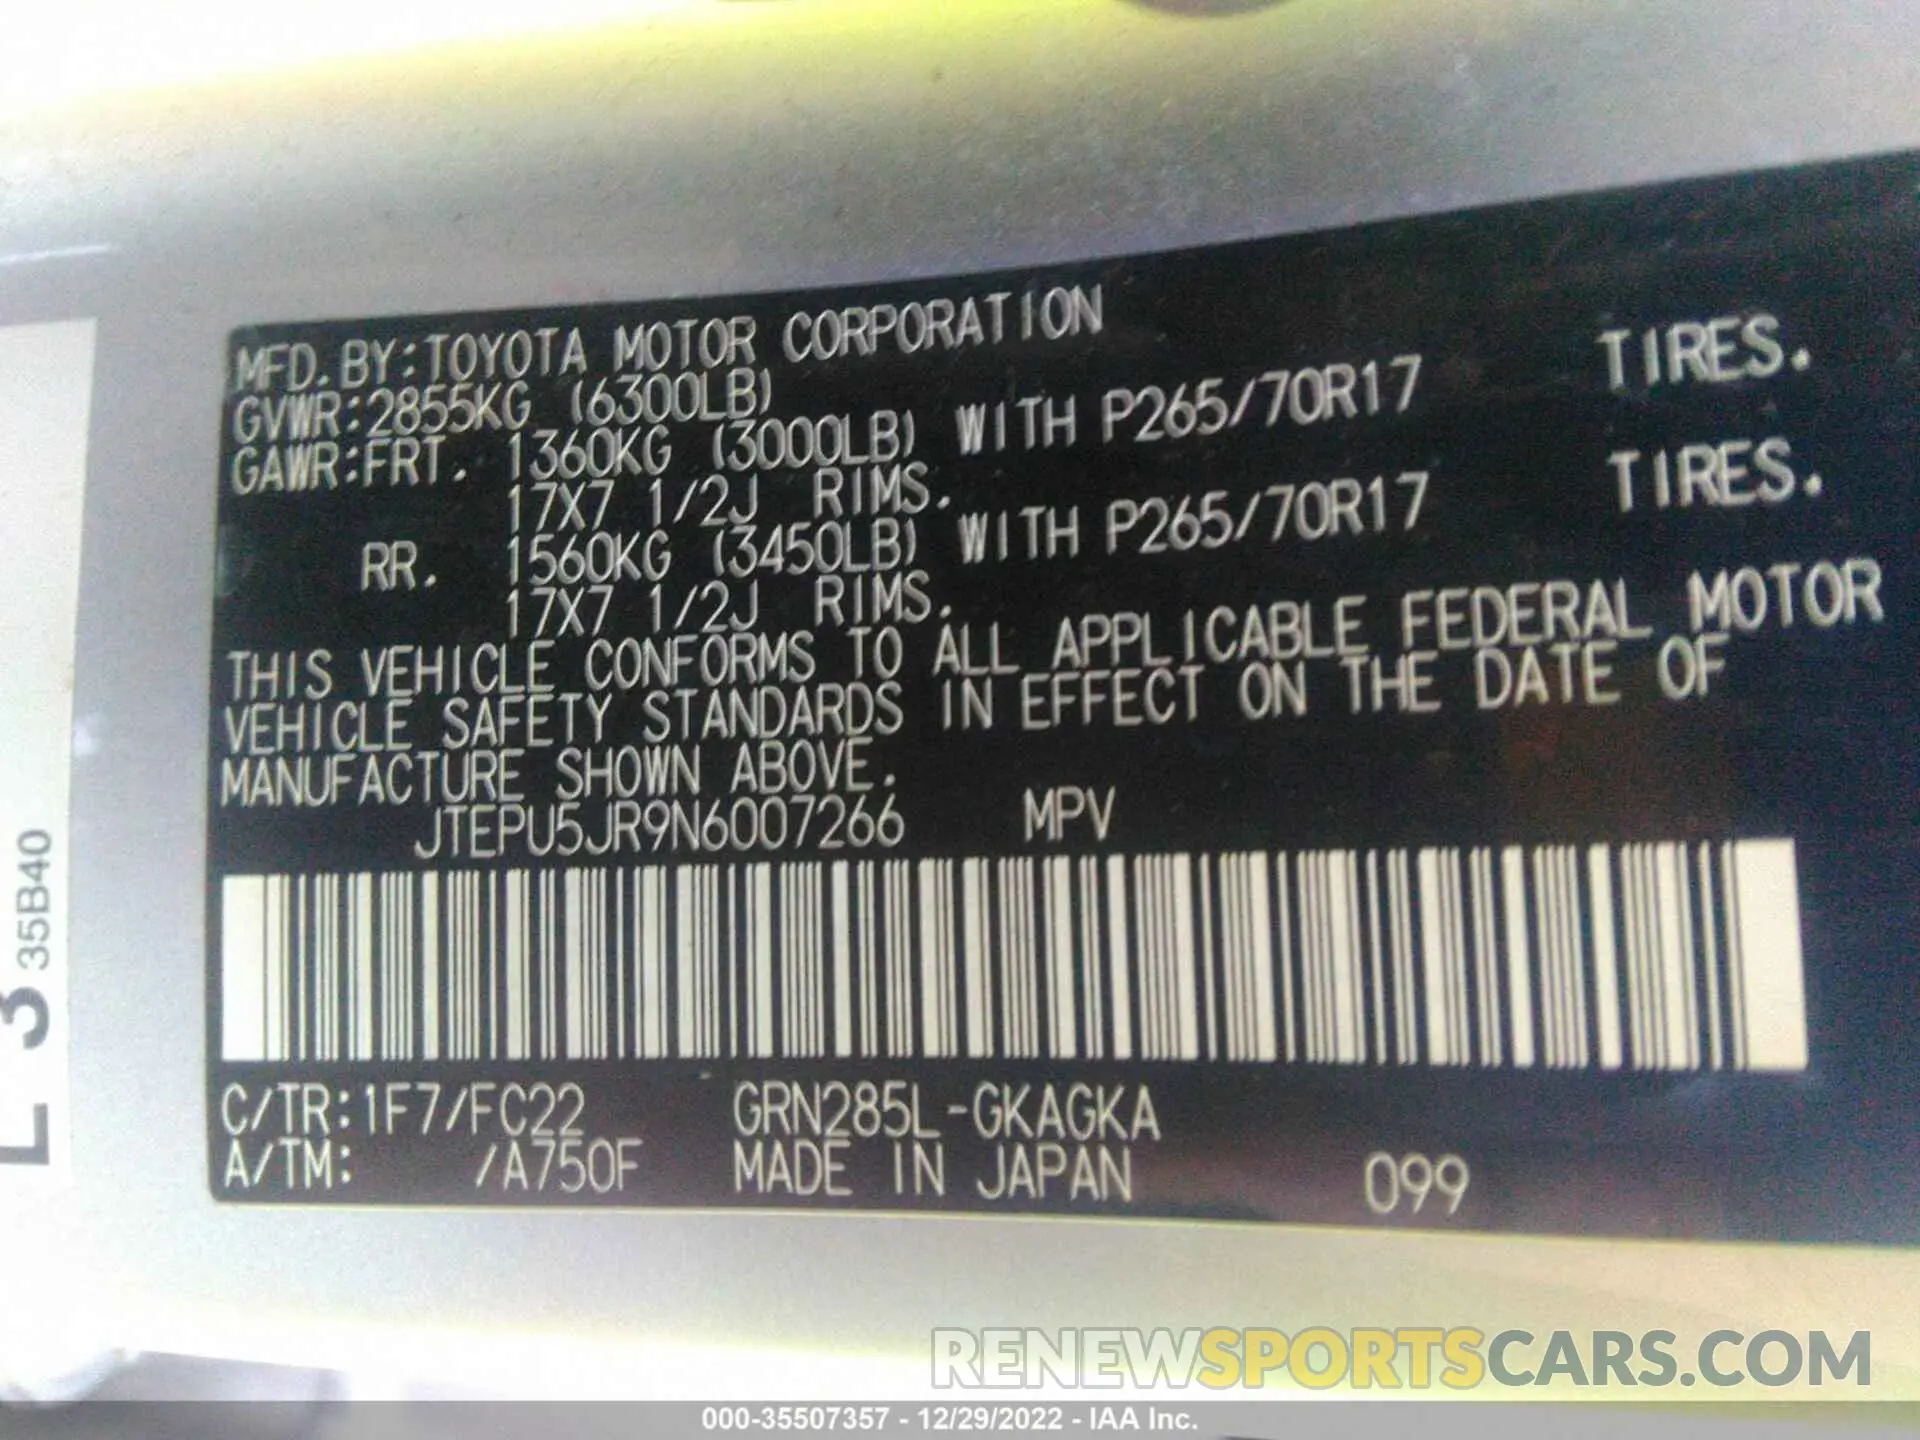 MFD. BY: TOYOTA MOTOR CORPORATION
GVWR: 2855KG (6300LB)
GAWR: FRT. 1360KG (3000LB) WITH P265/70R17 TIRES.
17X7 1/2J RIMS.
RR. 1560KG (3450LB) WITH P265/70R17 TIRES.
17X7 1/2J RIMS.
THIS VEHICLE CONFORMS TO ALL APPLICABLE FEDERAL MOTOR
VEHICLE SAFETY STANDARDS IN EFFECT ON THE DATE OF
MANUFACTURE SHOWN ABOVE.
JTEPU5JR9N6007266 MPV
C/TR: 1F7/FC22 GRN285L-GKAGKA
A/TM: /A750F MADE IN JAPAN 099
35B40
RENEWSPORTSCARS.COM
000-35507357 - 12/29/2022 - IAA Inc.